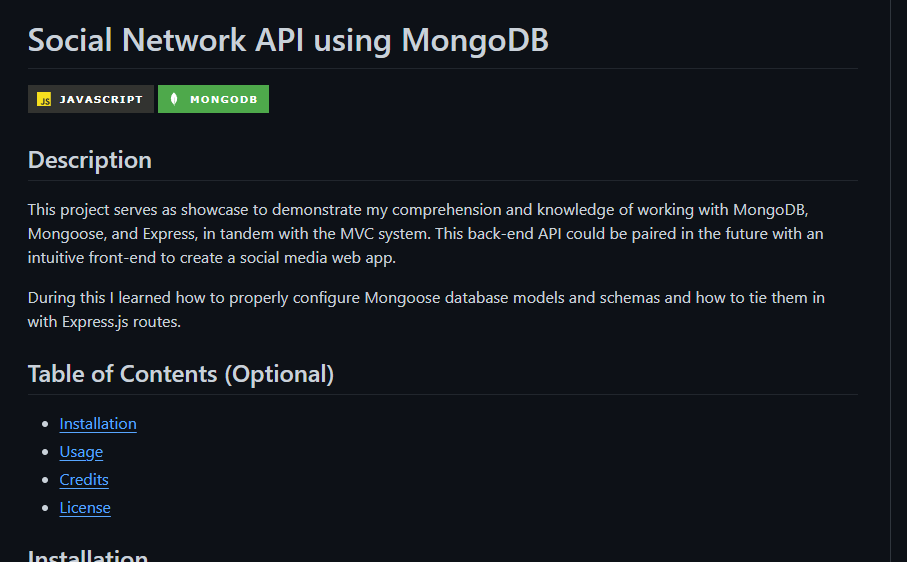 Social Network API using MongoDB
JS JAVASCRIPT MONGODB
Description
This project serves as showcase to demonstrate my comprehension and knowledge of working with MongoDB,
Mongoose, and Express, in tandem with the MVC system. This back-end API could be paired in the future with an
intuitive front-end to create a social media web app.
During this I learned how to properly configure Mongoose database models and schemas and how to tie them in
with Express.js routes.
Table of Contents (Optional)
Installation
Usage
Credits
License
Installation